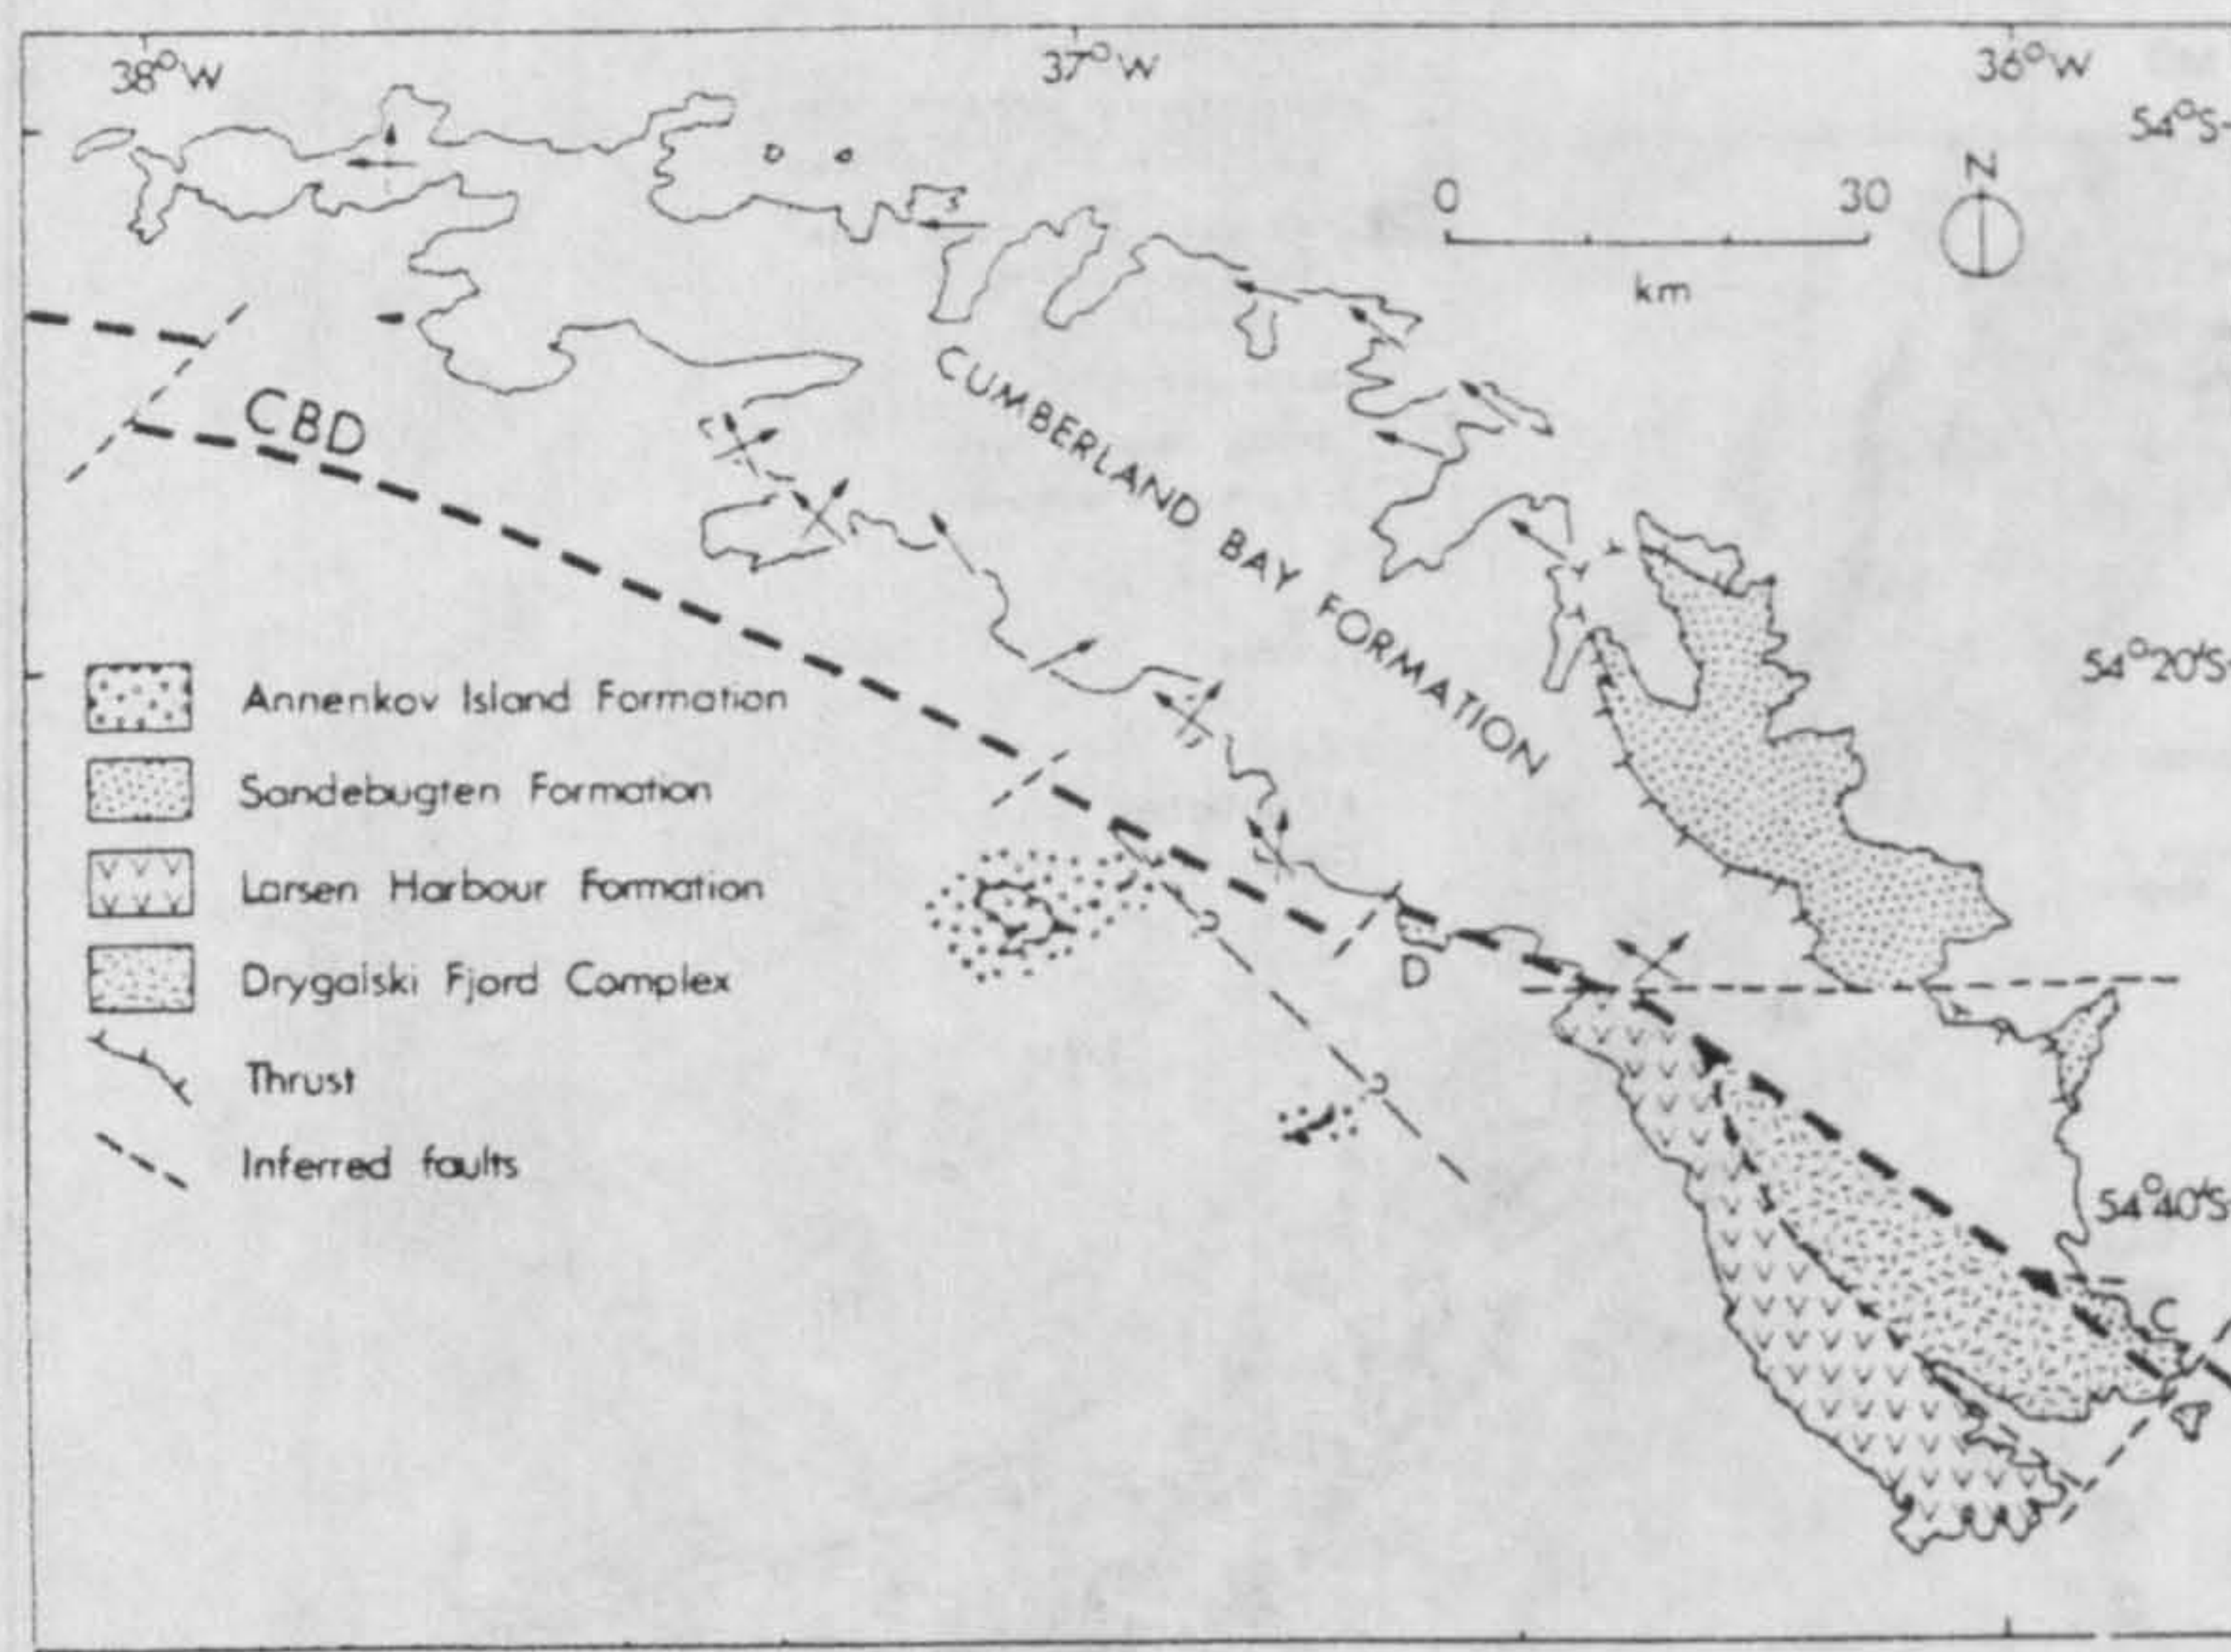 38°W 37°W 36°W
54°S
N
0 30
km
CBD
CUMBERLAND BAY FORMATION
54°20'S
Annenkov Island Formation
Sandebugten Formation
Larsen Harbour Formation
D
Drygalski Fjord Complex
?
?
Thrust
Inferred faults
54°40'S
C